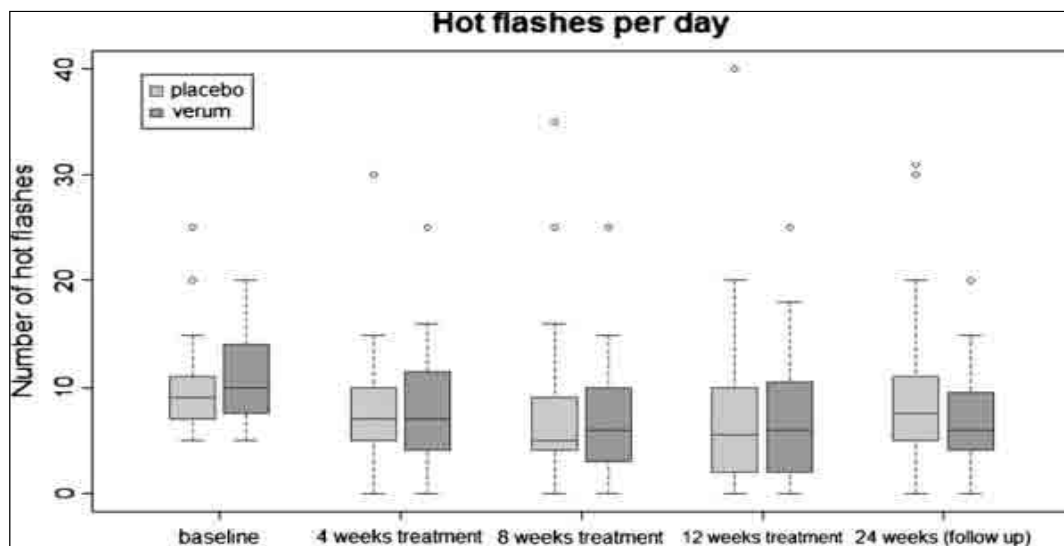 Hot flashes per day
Number of hot flashes
40
30
20
10
0
placebo
verum
baseline
4 weeks treatment
8 weeks treatment
12 weeks treatment
24 weeks (follow up)